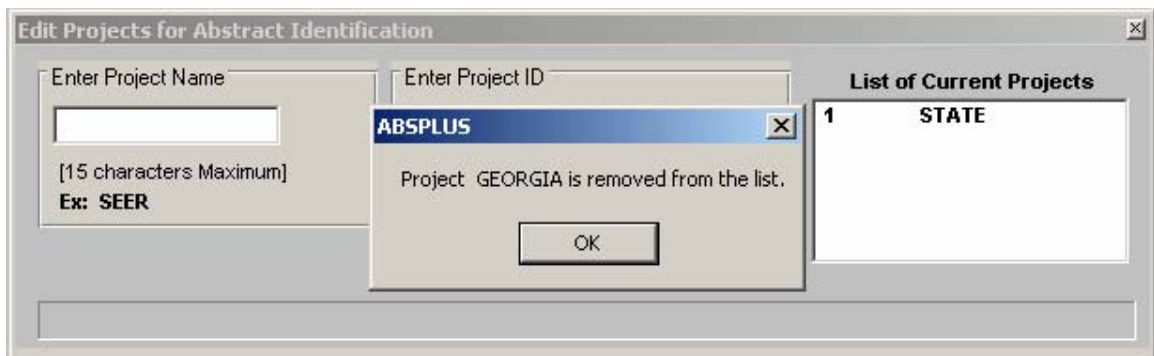 Edit Projects for Abstract Identification
Enter Project Name
Enter Project ID
List of Current Projects
1 STATE
[15 characters Maximum]
Ex: SEER
ABSPLUS
Project GEORGIA is removed from the list.
OK